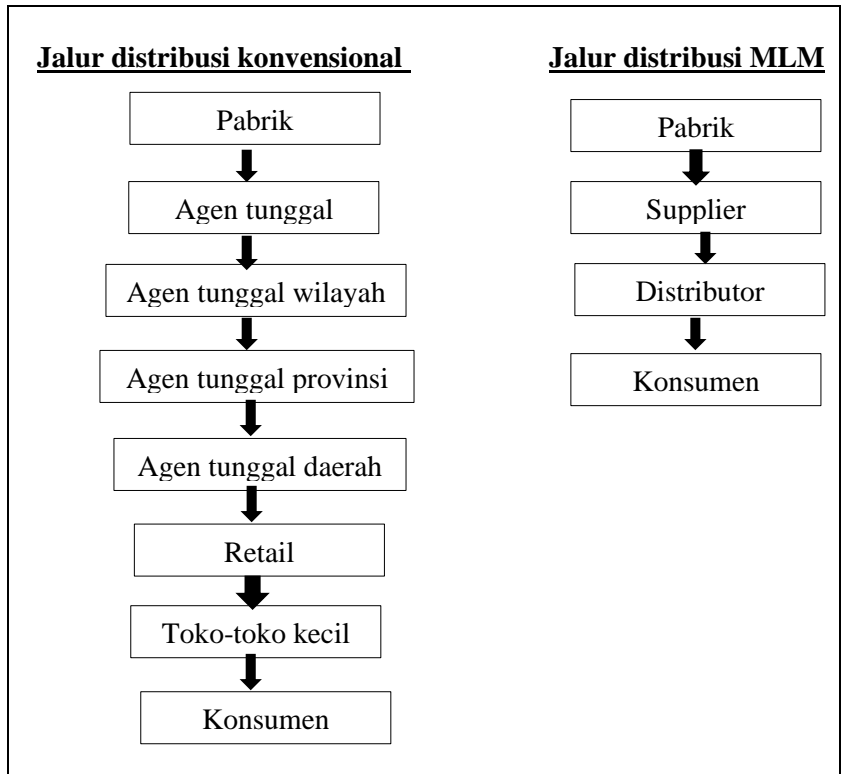 Jalur distribusi konvensional
Pabrik
Agen tunggal
Agen tunggal wilayah
Agen tunggal provinsi
Agen tunggal daerah
Retail
Toko-toko kecil
Konsumen
Jalur distribusi MLM
Pabrik
Supplier
Distributor
Konsumen